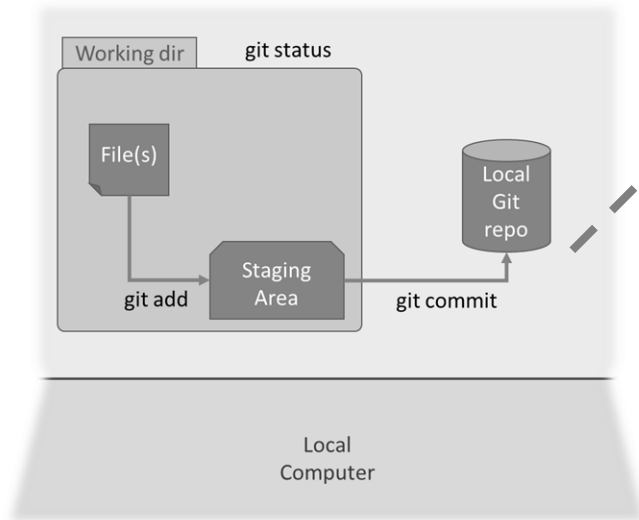 Working dir
git status
File(s)
Local
Git
repo
Staging
Area
git add
git commit
Local
Computer